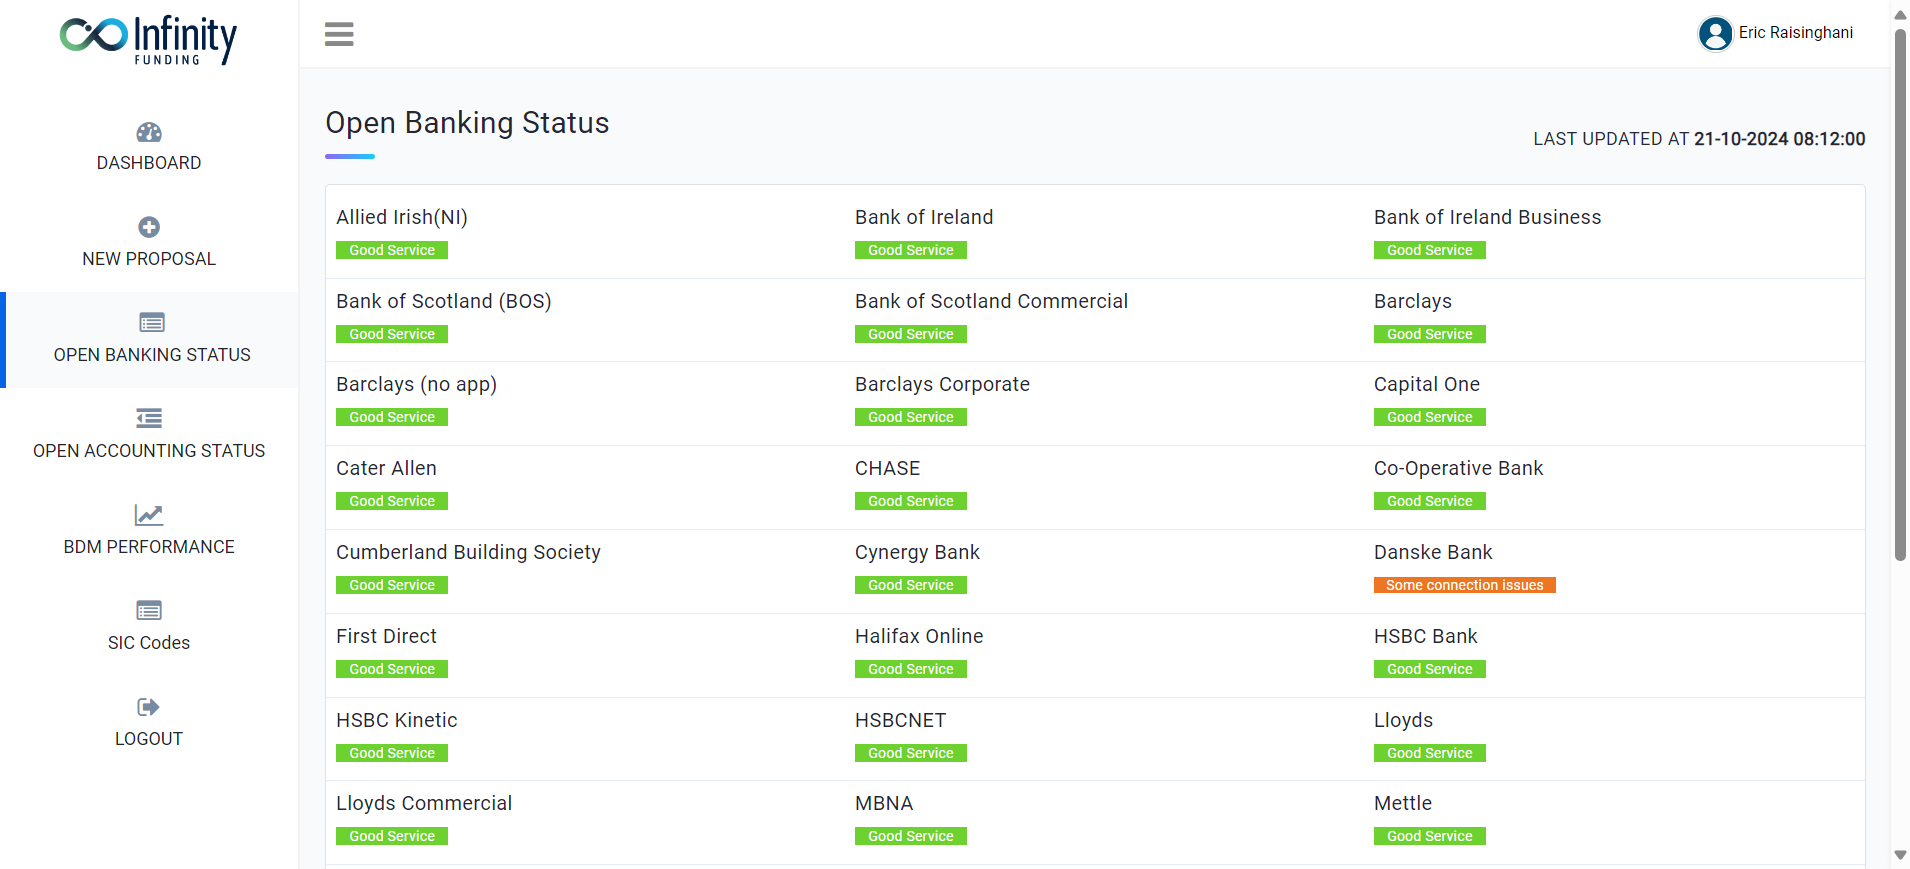 Infinity
FUNDING
Eric Raisinghani
DASHBOARD
NEW PROPOSAL
OPEN BANKING STATUS
OPEN ACCOUNTING STATUS
BDM PERFORMANCE
SIC Codes
LOGOUT
Open Banking Status
LAST UPDATED AT 21-10-2024 08:12:00
Allied Irish(NI)
Good Service
Bank of Ireland
Good Service
Bank of Ireland Business
Good Service
Bank of Scotland (BOS)
Good Service
Bank of Scotland Commercial
Good Service
Barclays
Good Service
Barclays (no app)
Good Service
Barclays Corporate
Good Service
Capital One
Good Service
Cater Allen
Good Service
CHASE
Good Service
Co-Operative Bank
Good Service
Cumberland Building Society
Good Service
Cynergy Bank
Good Service
Danske Bank
Some connection issues
First Direct
Good Service
Halifax Online
Good Service
HSBC Bank
Good Service
HSBC Kinetic
Good Service
HSBCNET
Good Service
Lloyds
Good Service
Lloyds Commercial
Good Service
MBNA
Good Service
Mettle
Good Service